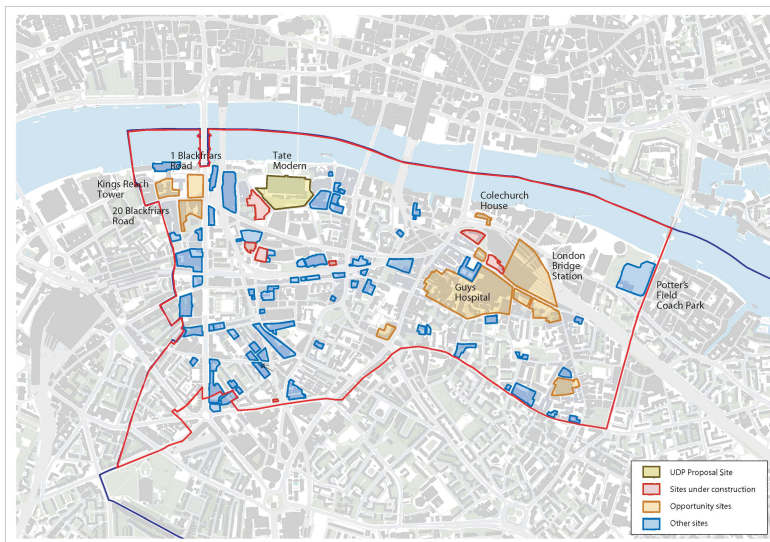 1 Blackfriars
Road
Tate
Modern
Kings Reach
Tower
20 Blackfriars
Road
Colechurch
House
London
Bridge
Station
Guys
Hospital
Potter's
Field
Coach Park
UDP Proposal Site
Sites under construction
Opportunity sites
Other sites